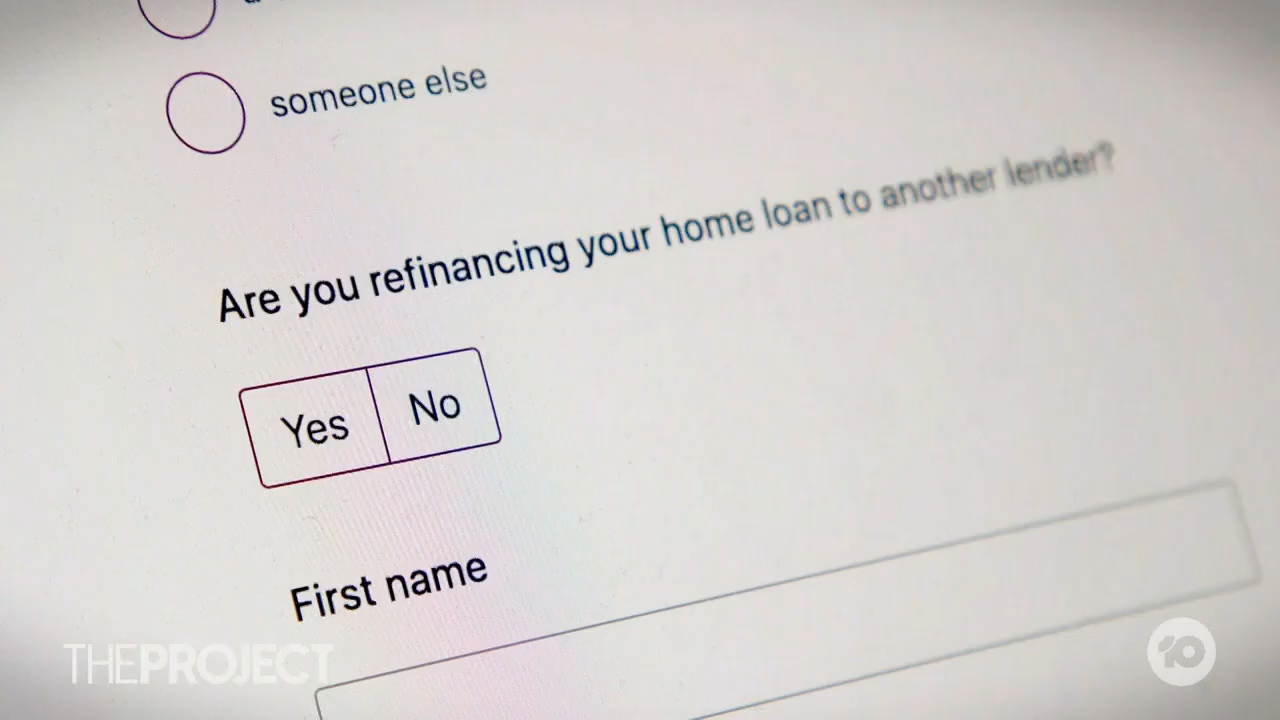 someone else
Are you refinancing your home loan to another lender?
Yes
No
First name
THEPROJECT
10